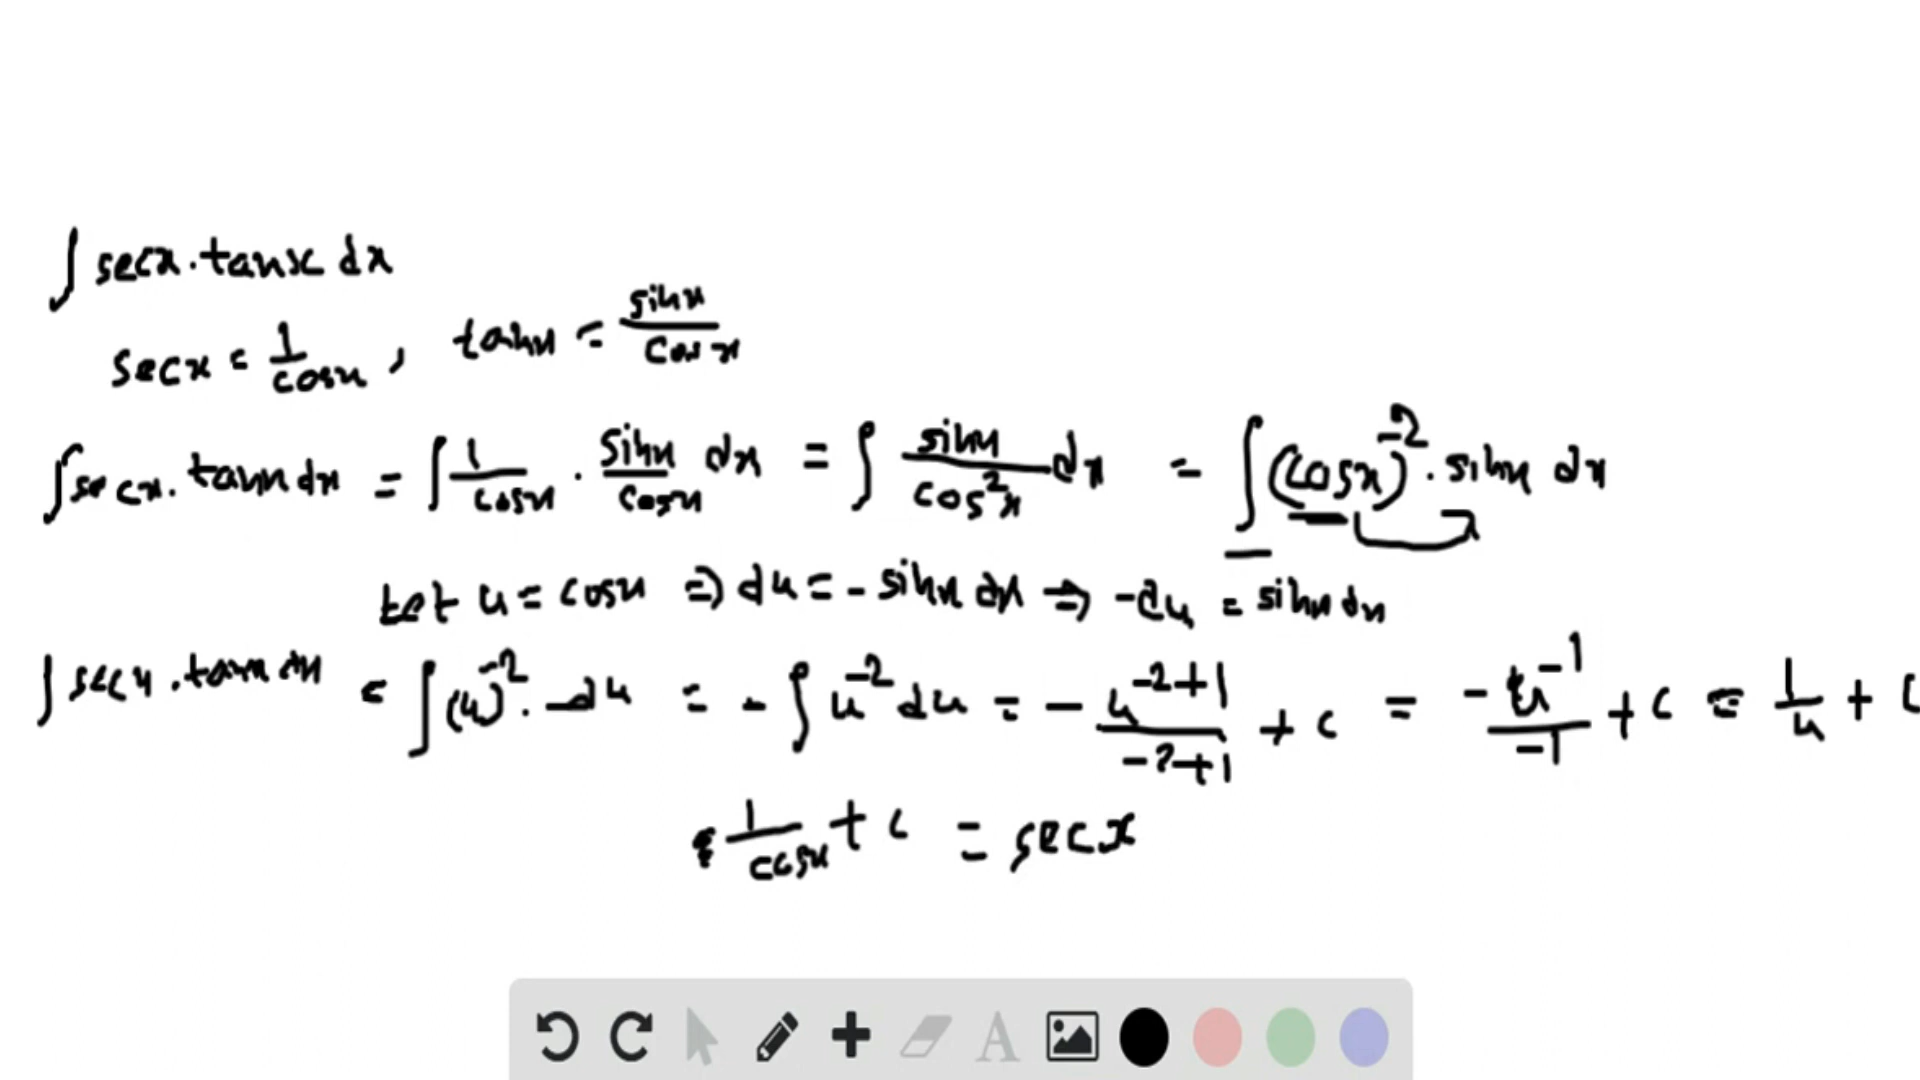 ∫ secx·tanx dx
secx = 1/cosx, tanx = sinx/cosx
∫secx·tanx dx = ∫ 1/cosx · sinx/cosx dx = ∫ sinx/cos²x dx = ∫ (cosx)⁻²·sinx dx
Let u = cosx ⇒ du = -sinx dx ⇒ -du = sinx dx
∫ secx·tanx dx = ∫ (u)⁻²·-du = -∫ u⁻² du = - u⁻²⁺¹/-2+1 + c = -u⁻¹/-1 + c = 1/u + c
= 1/cosx + c = secx
A